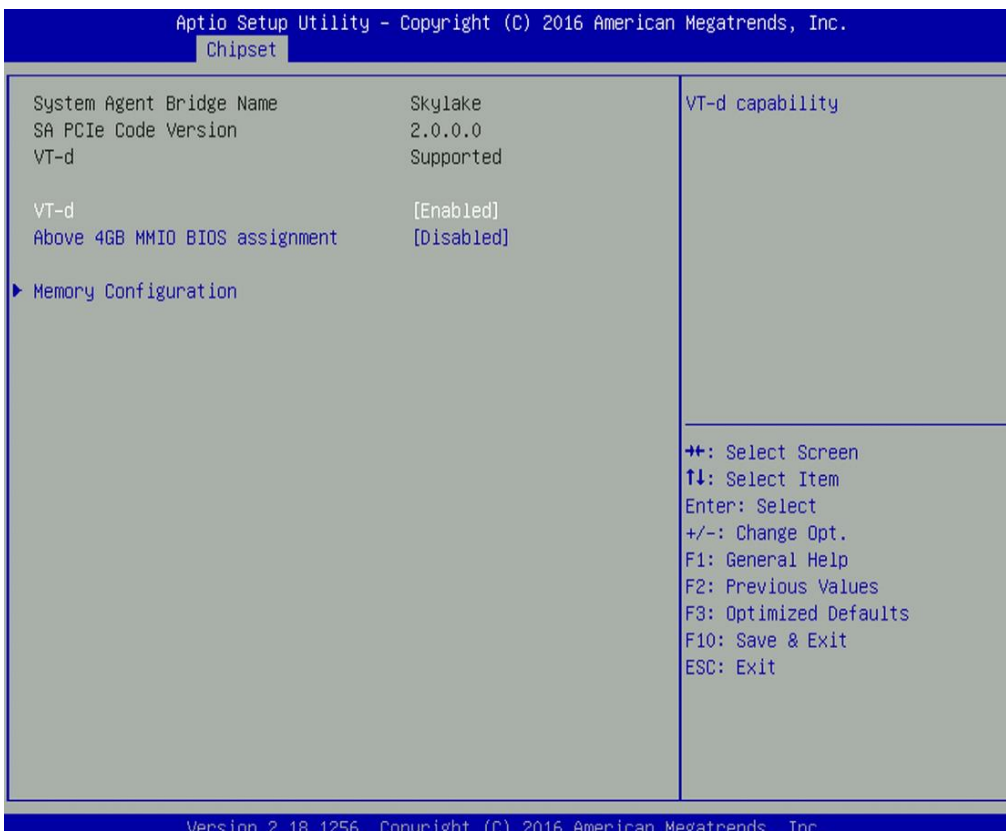 Aptio Setup Utility – Copyright (C) 2016 American Megatrends, Inc.
Chipset
System Agent Bridge Name Skylake
SA PCIe Code Version 2.0.0.0
VT-d Supported
VT-d [Enabled]
Above 4GB MMIO BIOS assignment [Disabled]
Memory Configuration
VT-d capability
→←: Select Screen
↑↓: Select Item
Enter: Select
+/-: Change Opt.
F1: General Help
F2: Previous Values
F3: Optimized Defaults
F10: Save & Exit
ESC: Exit
Version 2.18.1256. Copyright (C) 2016 American Megatrends, Inc.